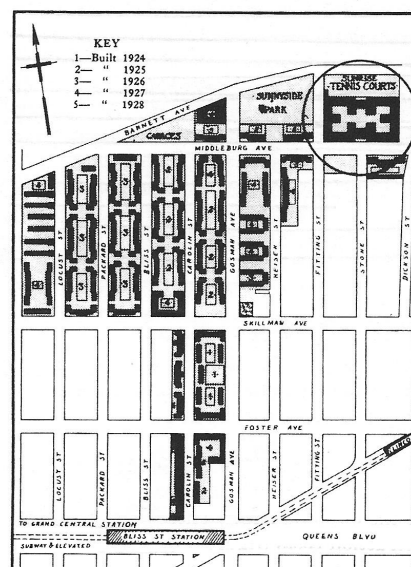 KEY
1—Built 1924
2— " 1925
3— " 1926
4— " 1927
5— " 1928
BARNETT AVE
GARAGES
SUNNYSIDE
PARK
SUNRISE
TENNIS COURTS
MIDDLEBURG AVE
LOCUST ST
PACKARD ST
BLISS ST
CAROLIN ST
GOSMAN AVE
HEISER ST
FITTING ST
STONE ST
DICKSON ST
SKILLMAN AVE
FOSTER AVE
LOCUST ST
PACKARD ST
BLISS ST
CAROLIN ST
GOSMAN AVE
HEISER ST
FITTING ST
TO GRAND CENTRAL STATION
BLISS ST STATION
QUEENS BLVD
SUBWAY & ELEVATED